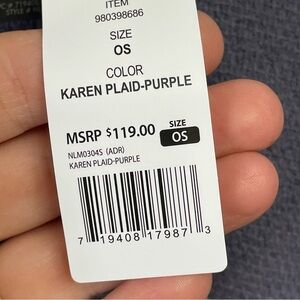 ITEM
980398686
SIZE
OS
COLOR
KAREN PLAID-PURPLE
MSRP $119.00
SIZE
OS
NLM0304S (ADR)
KAREN PLAID-PURPLE
7 19408 17987 3